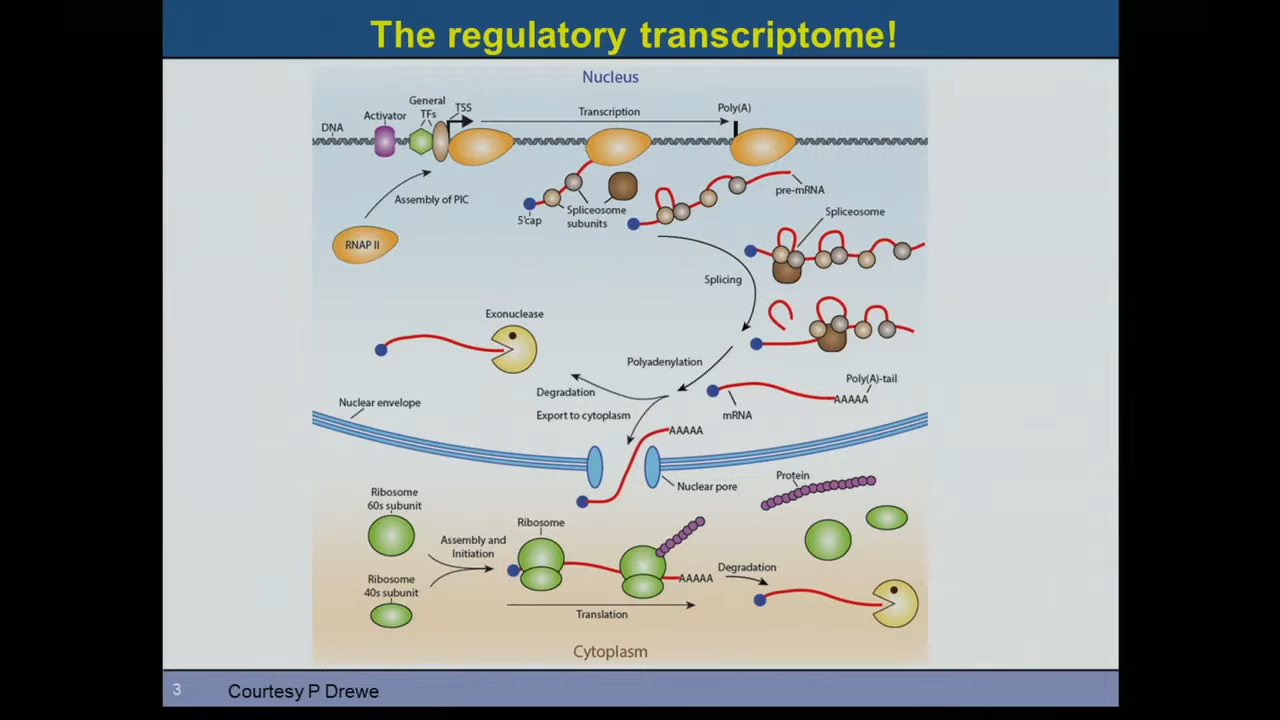 The regulatory transcriptome!
Nucleus
General
TFs
TSS
Activator
DNA
Transcription
Poly(A)
Assembly of PIC
RNAP II
5'cap
Spliceosome
subunits
pre-mRNA
Spliceosome
Splicing
Exonuclease
Polyadenylation
Degradation
Export to cytoplasm
Poly(A)-tail
AAAAA
mRNA
Nuclear envelope
AAAAA
Nuclear pore
Protein
Ribosome
60s subunit
Assembly and
Initiation
Ribosome
Ribosome
40s subunit
AAAAA
Degradation
Translation
Cytoplasm
3
Courtesy P Drewe